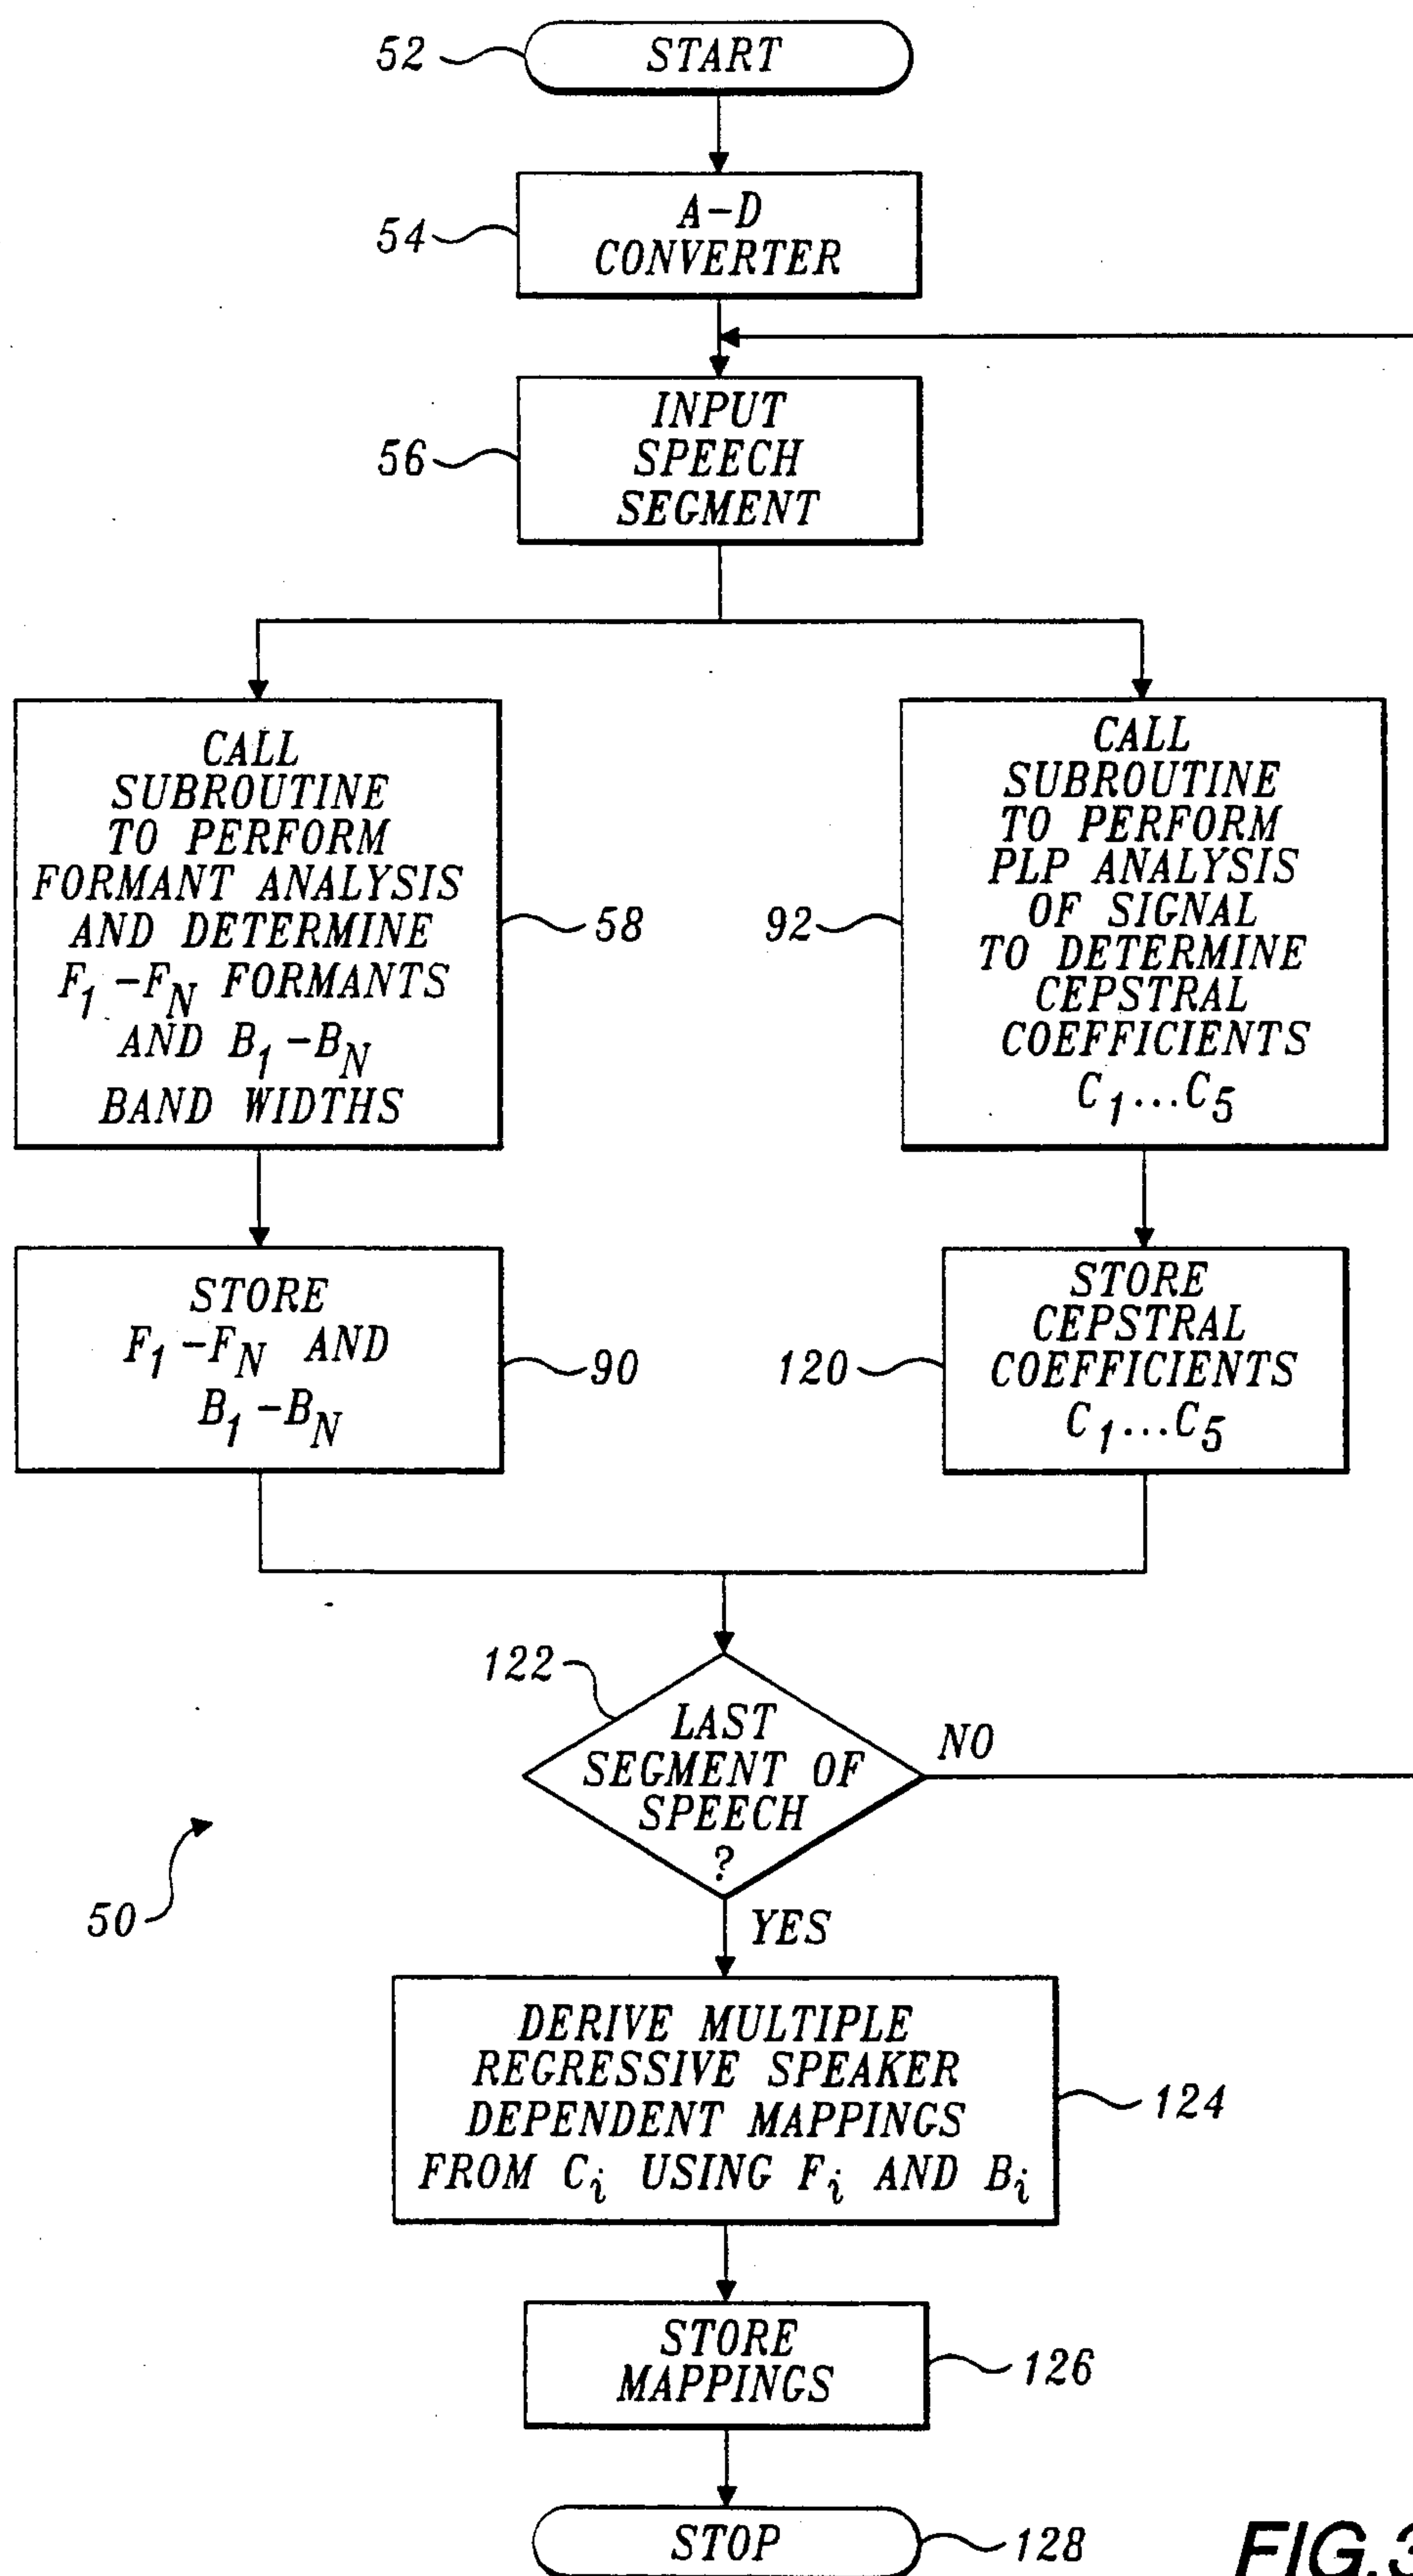 52
START
54
A-D
CONVERTER
56
INPUT
SPEECH
SEGMENT
CALL
SUBROUTINE
TO PERFORM
FORMANT ANALYSIS
AND DETERMINE
F1-FN FORMANTS
AND B1-BN
BAND WIDTHS
58
92
CALL
SUBROUTINE
TO PERFORM
PLP ANALYSIS
OF SIGNAL
TO DETERMINE
CEPSTRAL
COEFFICIENTS
C1...C5
STORE
F1-FN AND
B1-BN
90
120
STORE
CEPSTRAL
COEFFICIENTS
C1...C5
122
LAST
SEGMENT OF
SPEECH
?
NO
50
YES
DERIVE MULTIPLE
REGRESSIVE SPEAKER
DEPENDENT MAPPINGS
FROM Ci USING Fi AND Bi
124
STORE
MAPPINGS
126
STOP
128
FIG.3